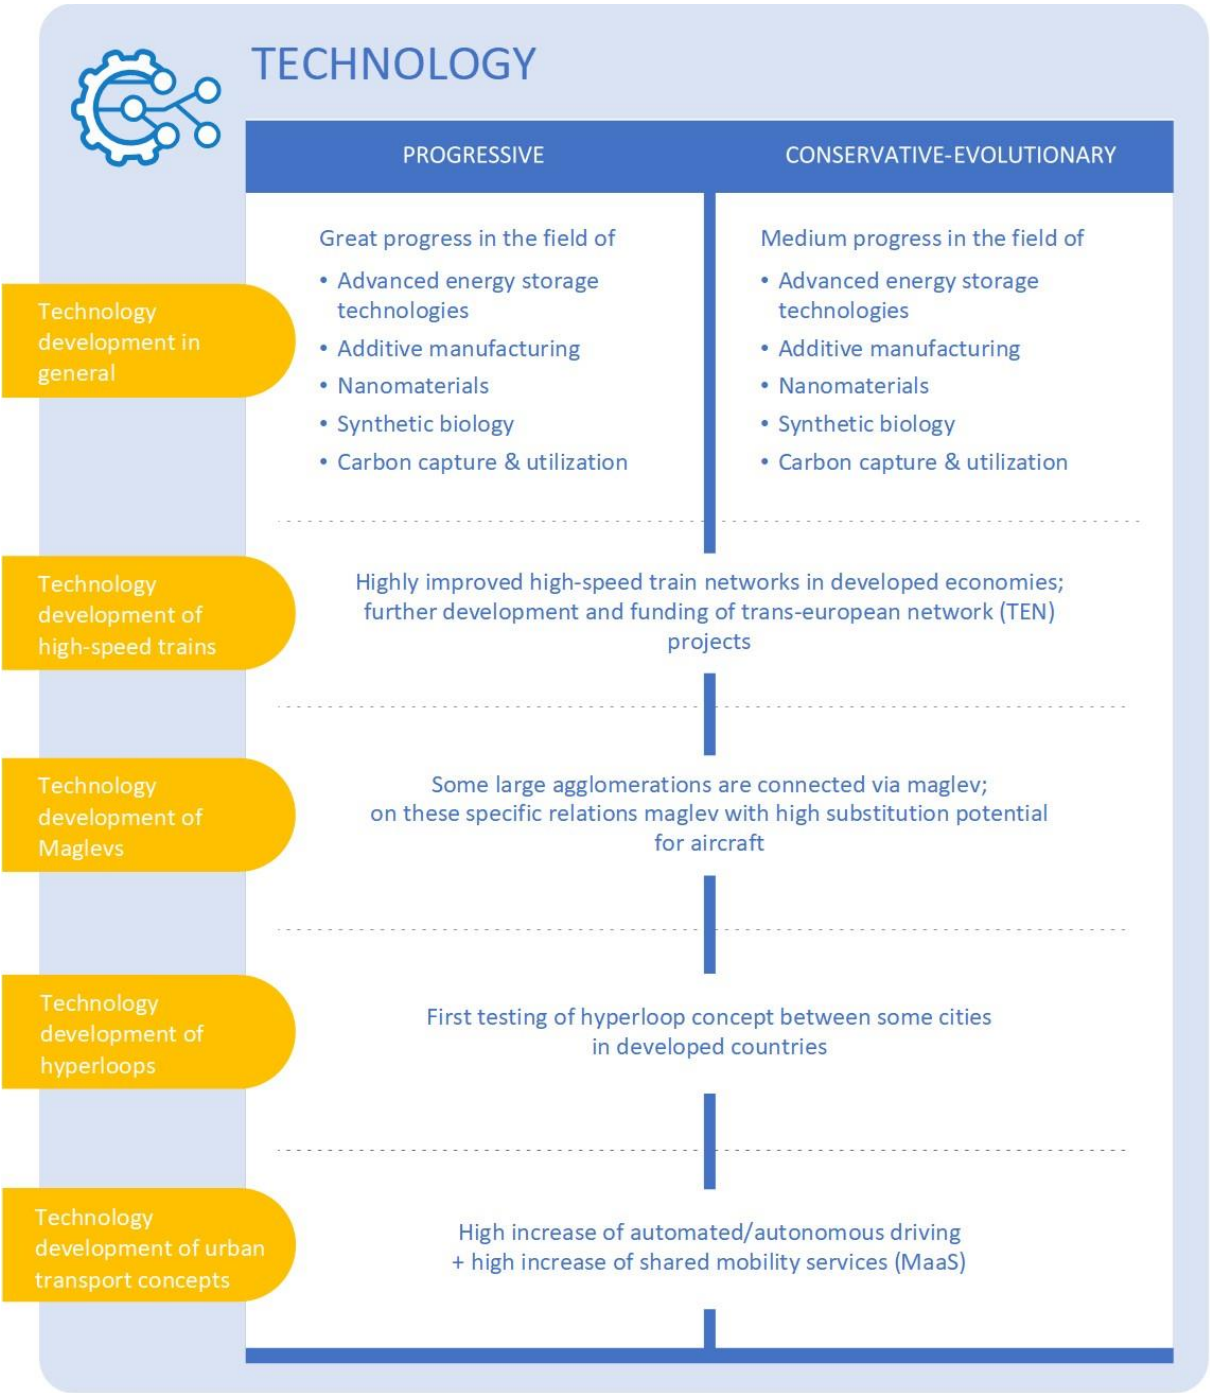 TECHNOLOGY
PROGRESSIVE
CONSERVATIVE-EVOLUTIONARY
Technology
development in
general
Great progress in the field of
• Advanced energy storage
technologies
• Additive manufacturing
• Nanomaterials
• Synthetic biology
• Carbon capture & utilization
Medium progress in the field of
• Advanced energy storage
technologies
• Additive manufacturing
• Nanomaterials
• Synthetic biology
• Carbon capture & utilization
Technology
development of
high-speed trains
Highly improved high-speed train networks in developed economies;
further development and funding of trans-european network (TEN)
projects
Technology
development of
Maglevs
Some large agglomerations are connected via maglev;
on these specific relations maglev with high substitution potential
for aircraft
Technology
development of
hyperloops
First testing of hyperloop concept between some cities
in developed countries
Technology
development of urban
transport concepts
High increase of automated/autonomous driving
+ high increase of shared mobility services (MaaS)